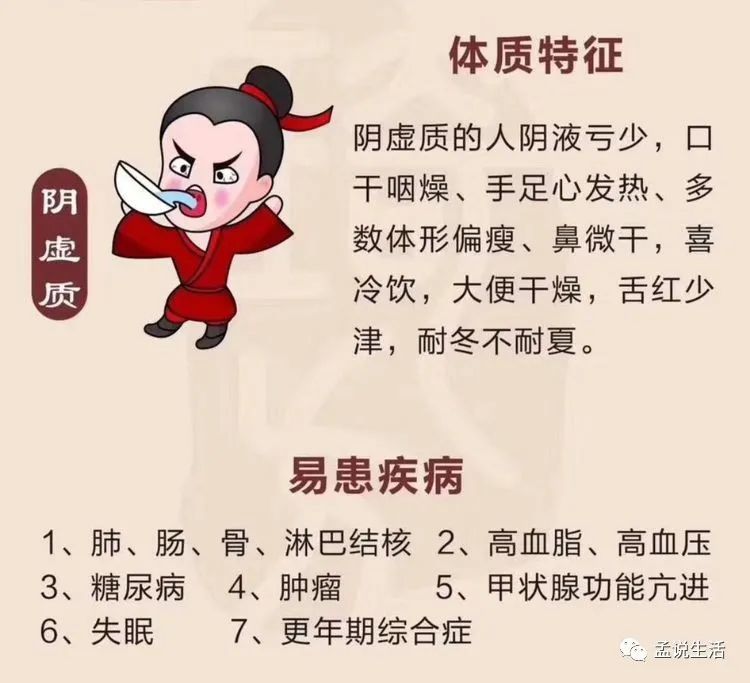 体质特征
阴虚质
阴虚质的人阴液亏少，口
干咽燥、手足心发热、多
数体形偏瘦、鼻微干，喜
冷饮，大便干燥，舌红少
津，耐冬不耐夏。
易患疾病
1、肺、肠、骨、淋巴结核 2、高血脂、高血压
3、糖尿病 4、肿瘤 5、甲状腺功能亢进
6、失眠 7、更年期综合症
孟说生活